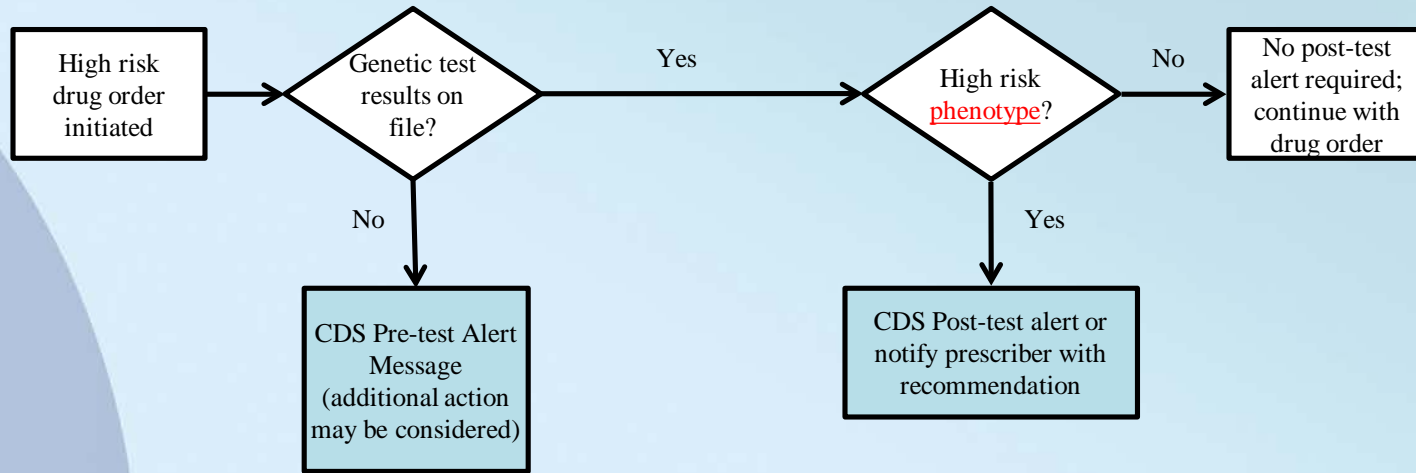 High risk
drug order
initiated
Genetic test
results on
file?
Yes
High risk
phenotype?
No
No post-test
alert required;
continue with
drug order
No
Yes
CDS Pre-test Alert
Message
(additional action
may be considered)
CDS Post-test alert or
notify prescriber with
recommendation